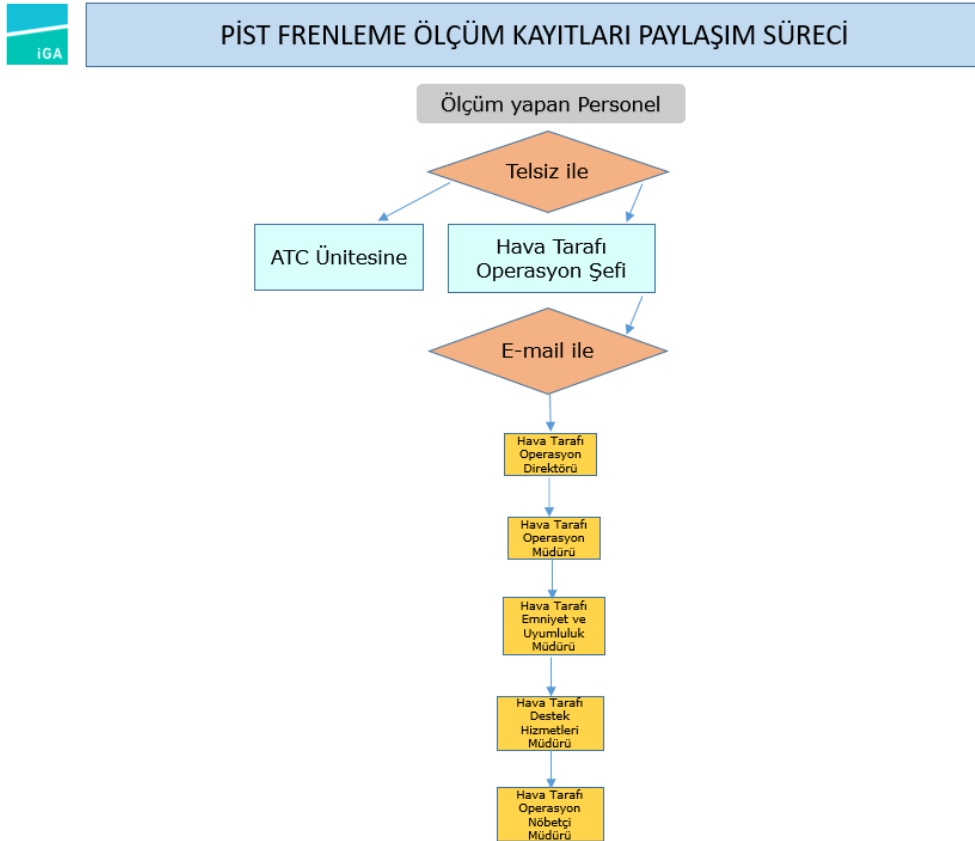 iGA
PİST FRENLEME ÖLÇÜM KAYITLARI PAYLAŞIM SÜRECİ
Ölçüm yapan Personel
Telsiz ile
ATC Ünitesine
Hava Tarafı
Operasyon Şefi
E-mail ile
Hava Tarafı
Operasyon
Direktörü
Hava Tarafı
Operasyon
Müdürü
Hava Tarafı
Emniyet ve
Uyumluluk
Müdürü
Hava Tarafı
Destek
Hizmetleri
Müdürü
Hava Tarafı
Operasyon
Nöbetçi
Müdürü